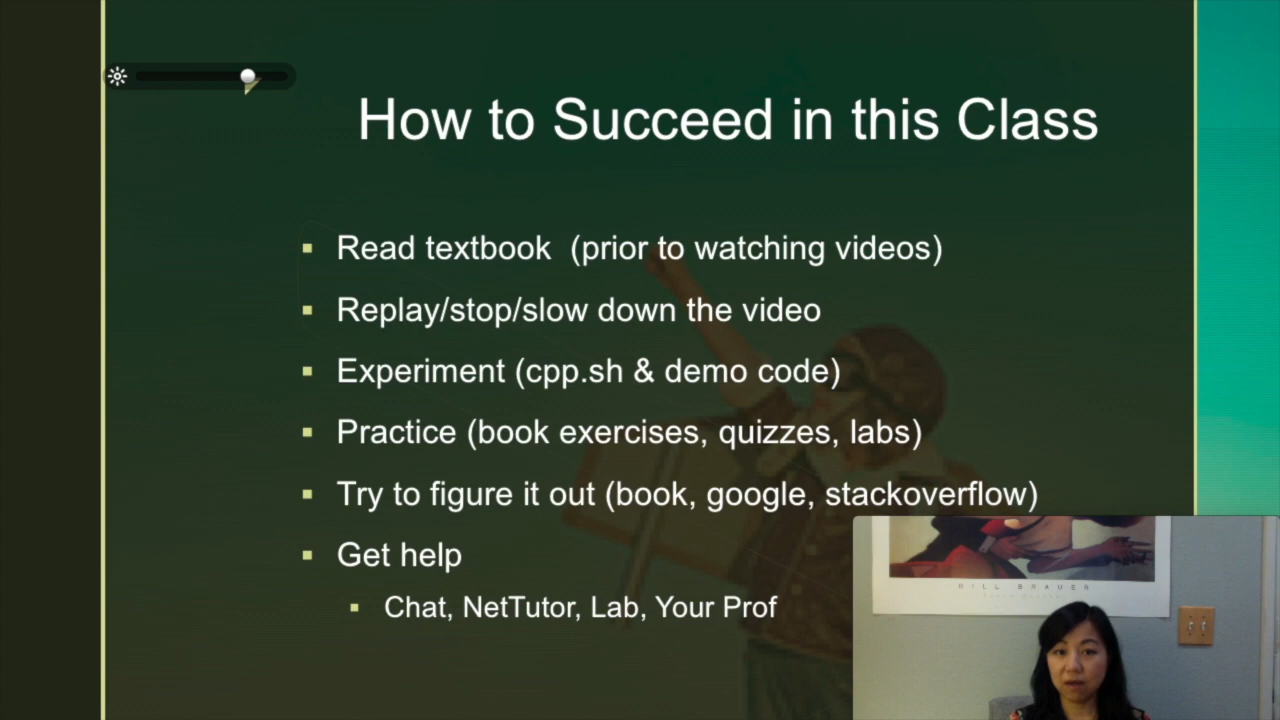 How to Succeed in this Class
Read textbook (prior to watching videos)
Replay/stop/slow down the video
Experiment (cpp.sh & demo code)
Practice (book exercises, quizzes, labs)
Try to figure it out (book, google, stackoverflow)
Get help
Chat, NetTutor, Lab, Your Prof
BILL BRAUER